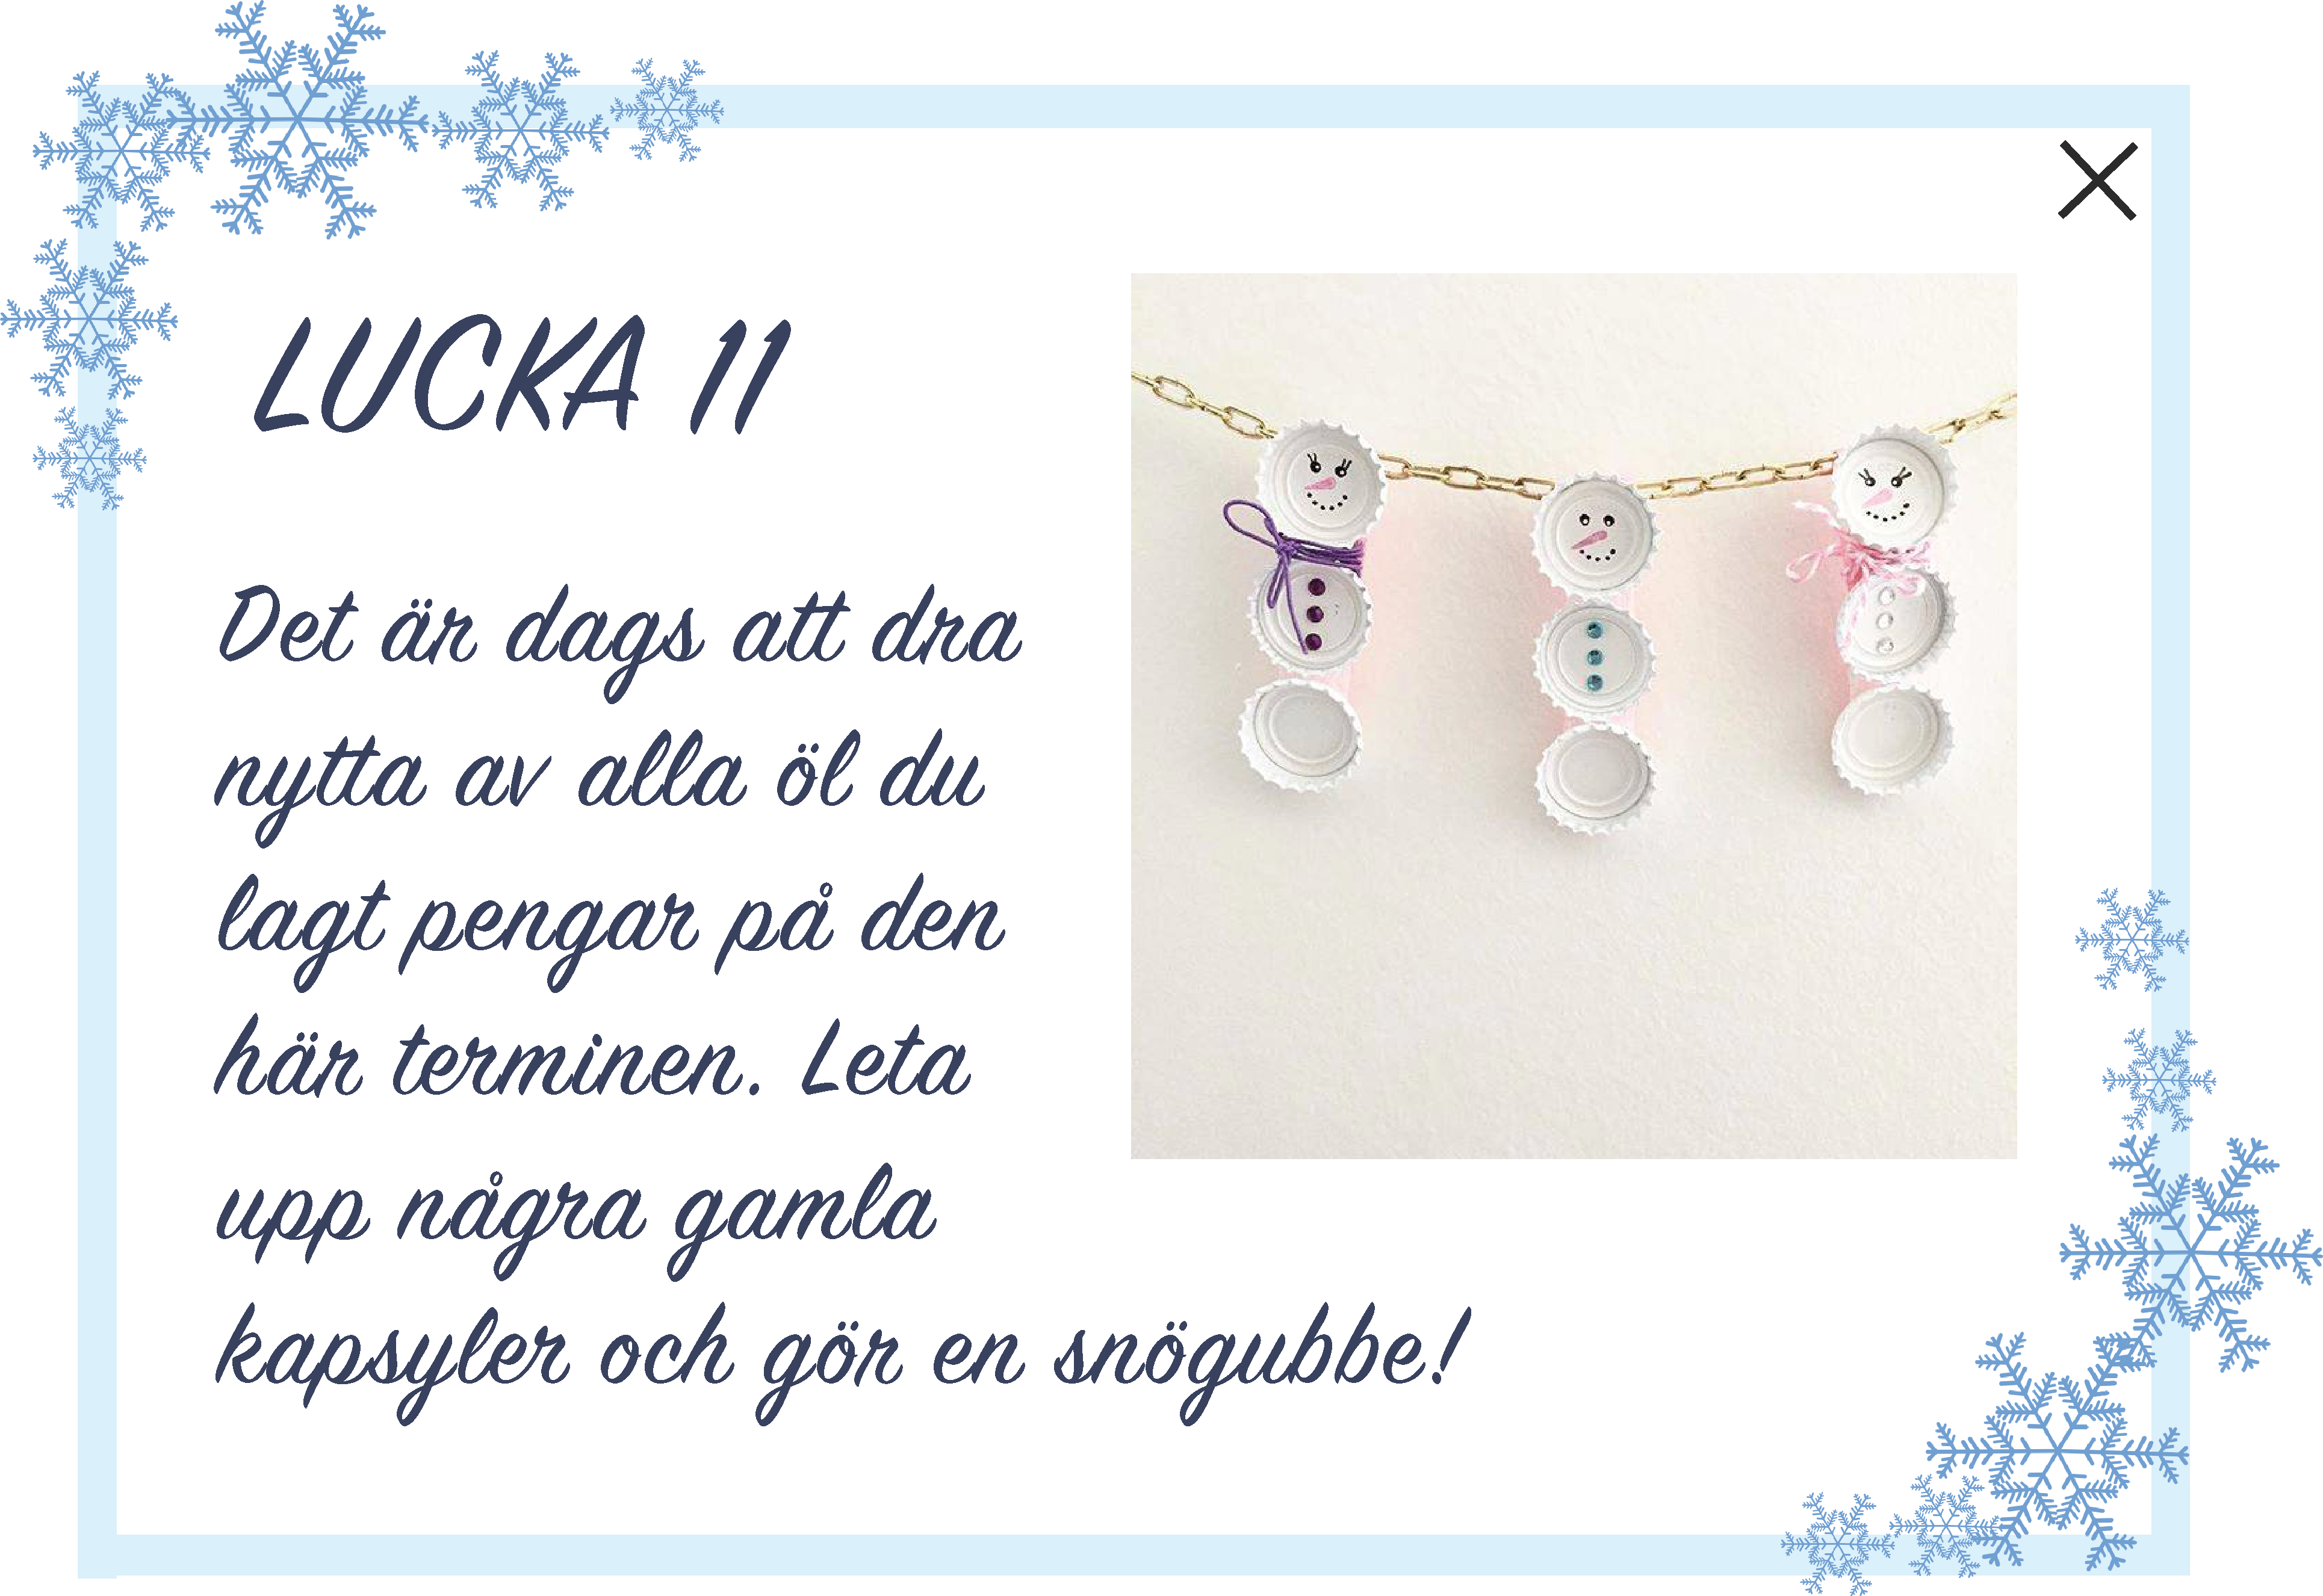 LUCKA 11
Det är dags att dra
nytta av alla öl du
lagt pengar på den
här terminen. Leta
upp några gamla
kapsyler och gör en snögubbe!